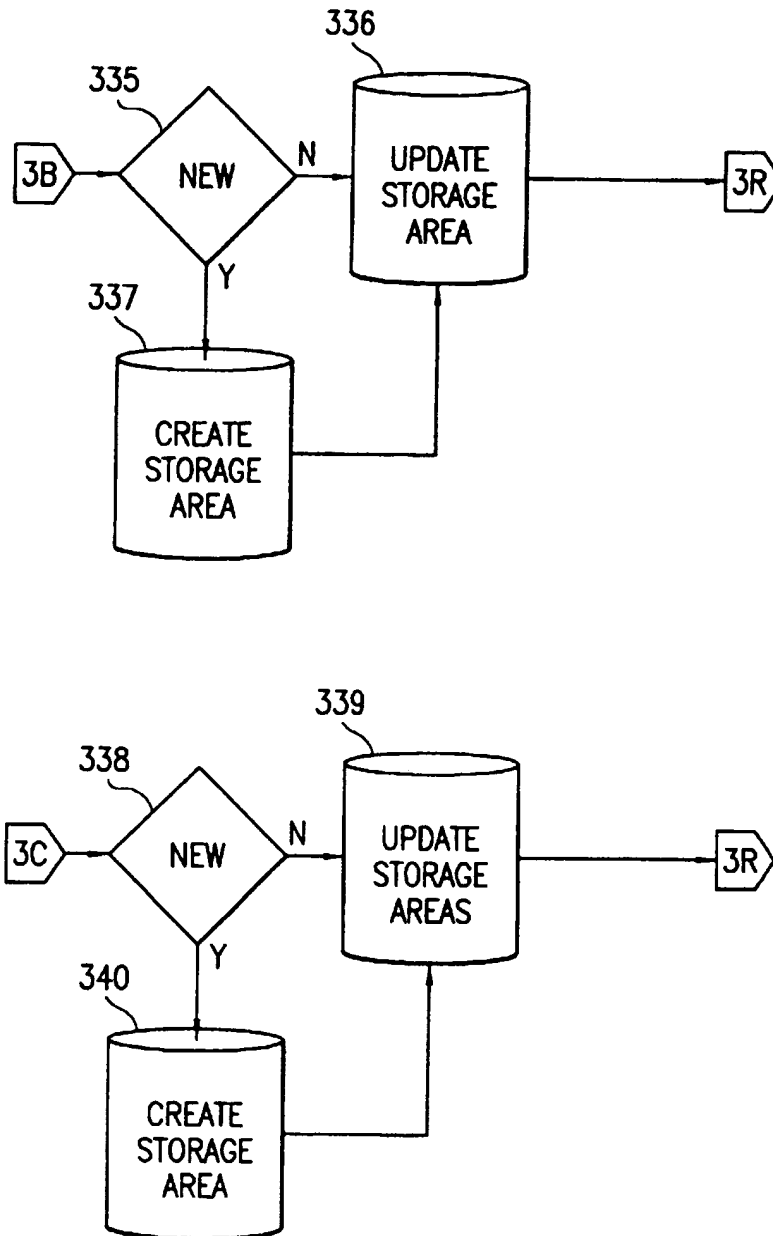 336
335
3B
NEW
N
UPDATE
STORAGE
AREA
3R
Y
337
CREATE
STORAGE
AREA
339
338
3C
NEW
N
UPDATE
STORAGE
AREAS
3R
Y
340
CREATE
STORAGE
AREA